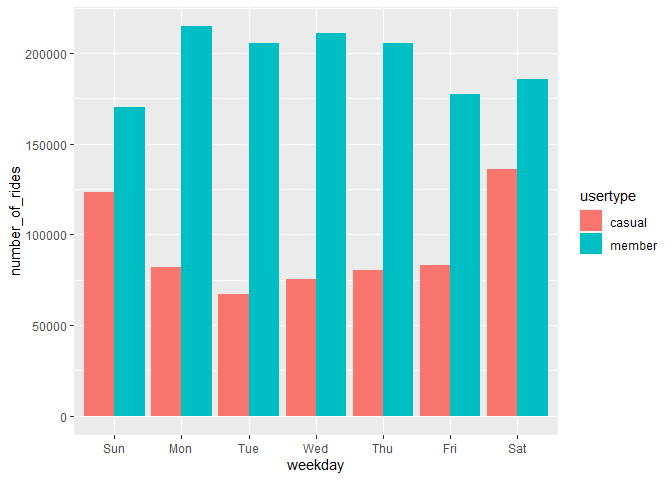 200000
150000
100000
50000
0
number_of_rides
Sun Mon Tue Wed Thu Fri Sat
weekday
usertype
casual
member